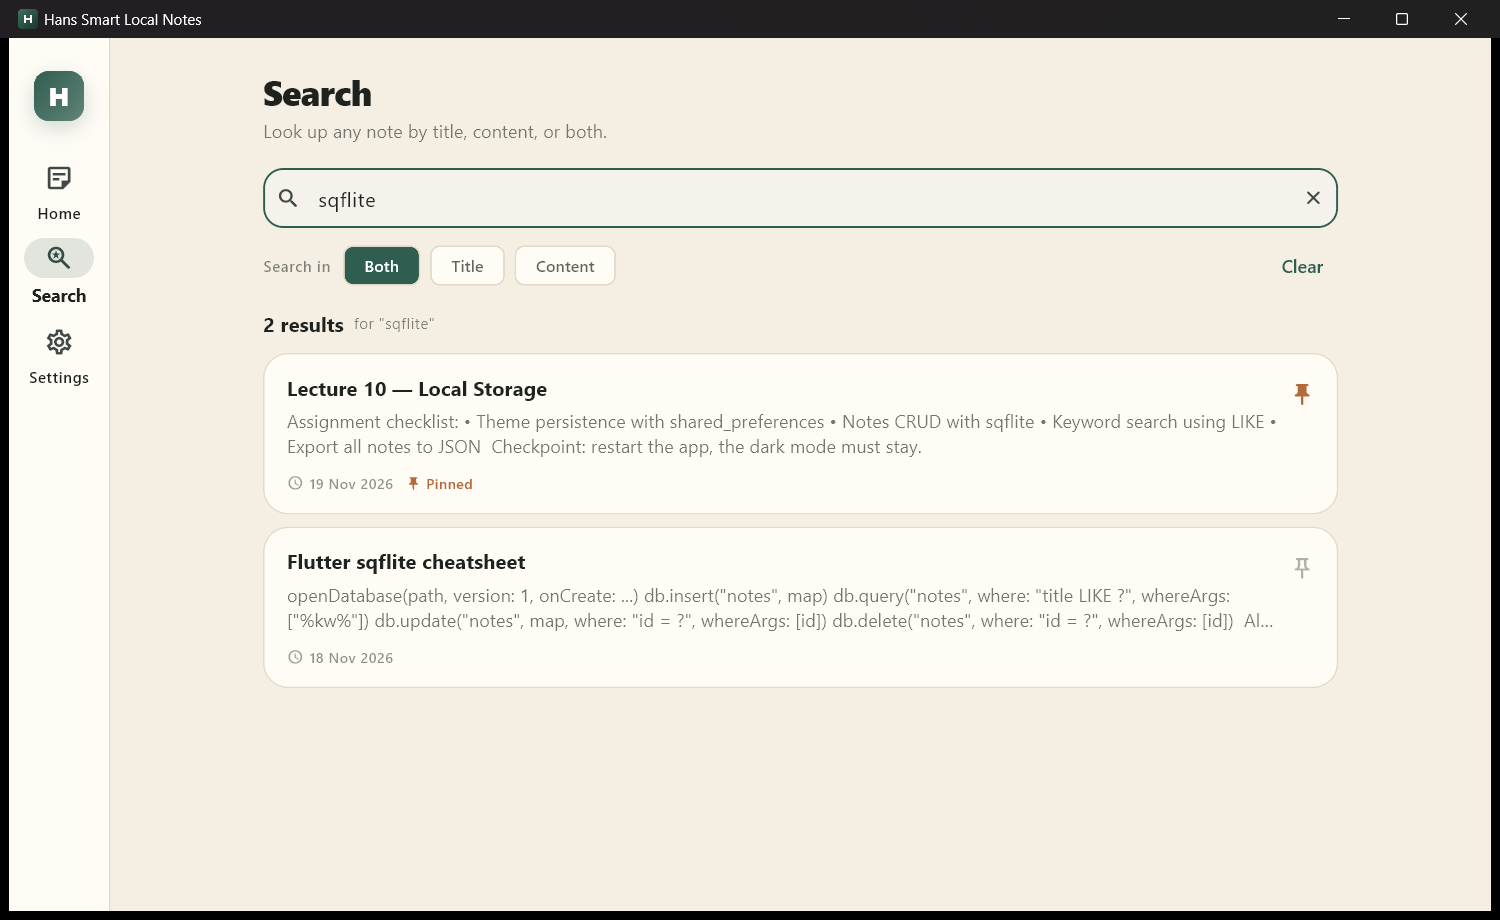 H Hans Smart Local Notes
H
Home
Search
Settings
Search
Look up any note by title, content, or both.
sqflite
Search in Both Title Content Clear
2 results for "sqflite"
Lecture 10 — Local Storage
Assignment checklist: • Theme persistence with shared_preferences • Notes CRUD with sqflite • Keyword search using LIKE •
Export all notes to JSON  Checkpoint: restart the app, the dark mode must stay.
19 Nov 2026 Pinned
Flutter sqflite cheatsheet
openDatabase(path, version: 1, onCreate: ...) db.insert("notes", map) db.query("notes", where: "title LIKE ?", whereArgs:
["%kw%"]) db.update("notes", map, where: "id = ?", whereArgs: [id]) db.delete("notes", where: "id = ?", whereArgs: [id])  Al...
18 Nov 2026